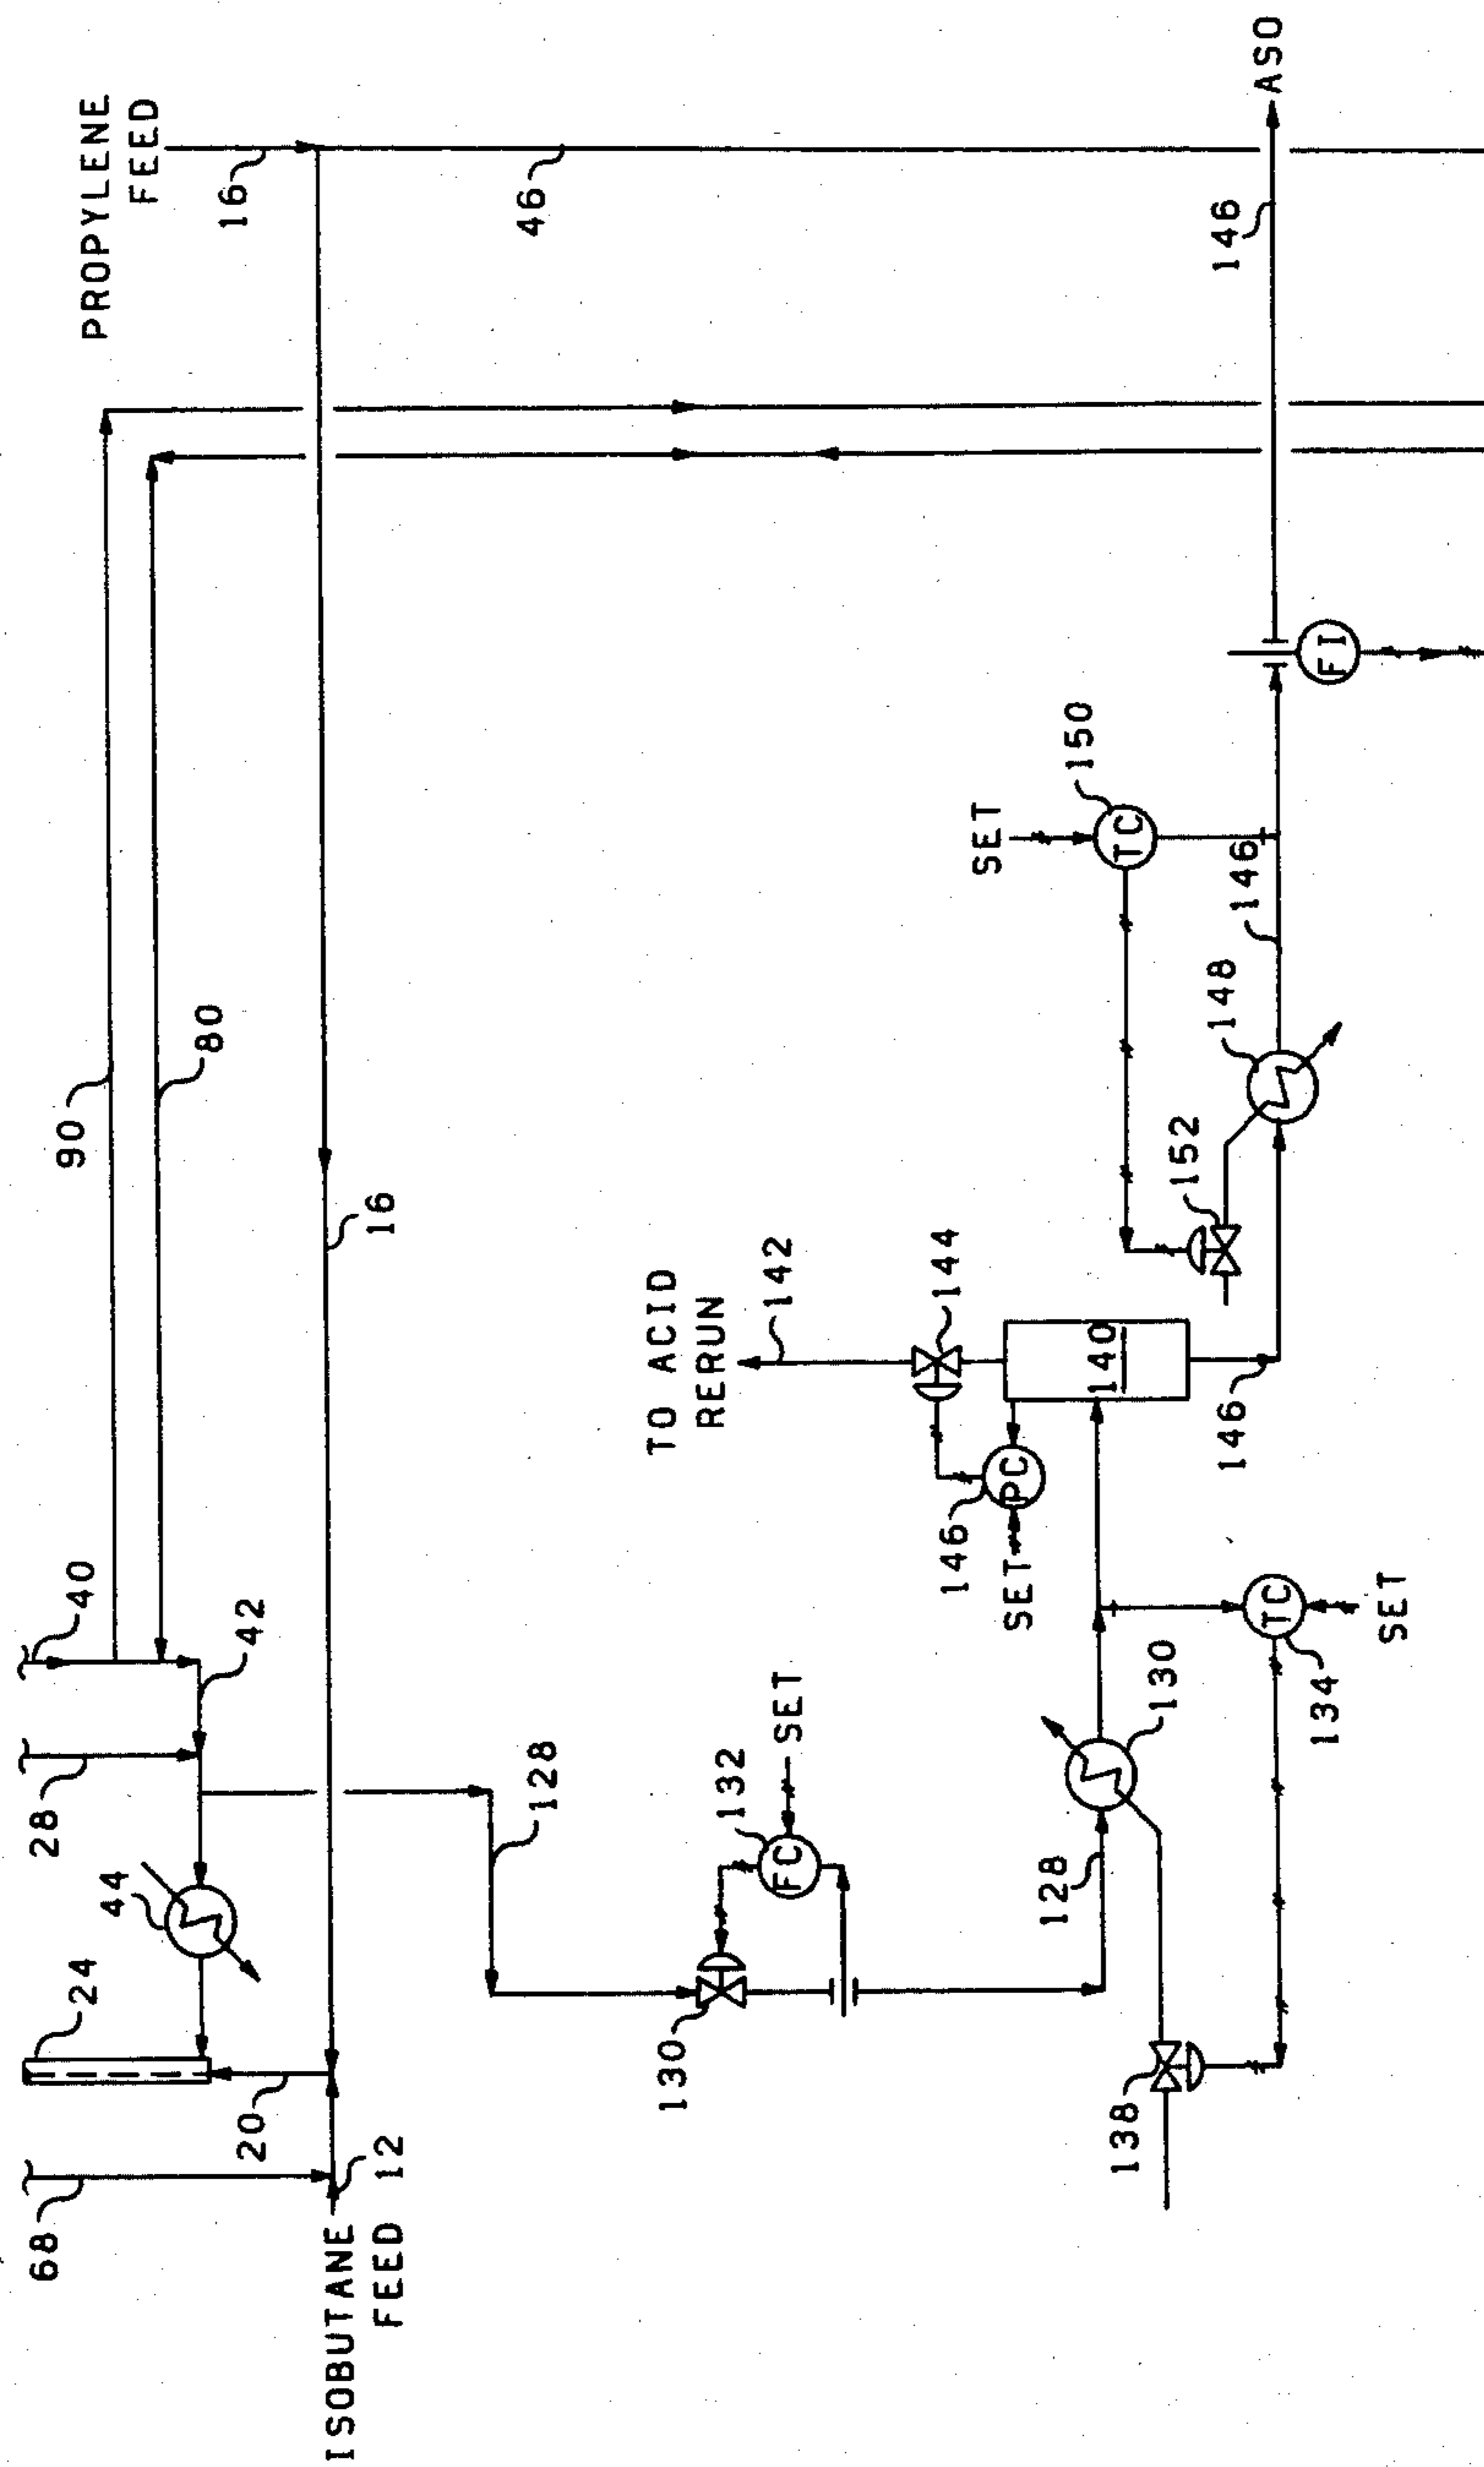 PROPYLENE
FEED
16
46
90
80
16
40
42
28
44
24
20
68
ISOBUTANE
FEED 12
128
132
FC
SET
130
128
130
138
TC
134
SET
TO ACID
RERUN
142
144
146
PC
SET
140
146
152
148
146
SET
TC
150
FI
146
ASO